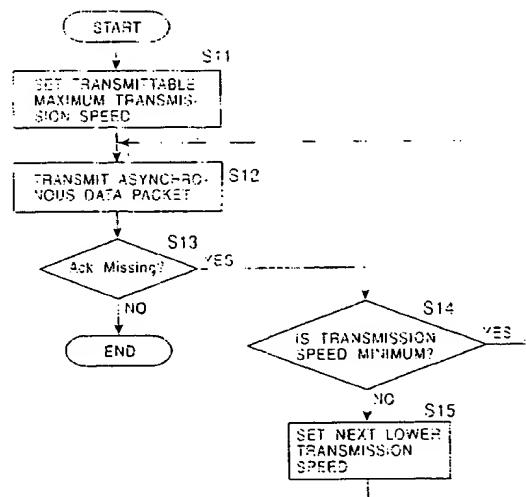 START
S11
SET TRANSMITTABLE
MAXIMUM TRANSMIS-
SION SPEED
TRANSMIT ASYNCHRO-
NOUS DATA PACKET
S12
S13
Ack Missing?
YES
NO
END
S14
IS TRANSMISSION
SPEED MINIMUM?
YES
NO
S15
SET NEXT LOWER
TRANSMISSION
SPEED